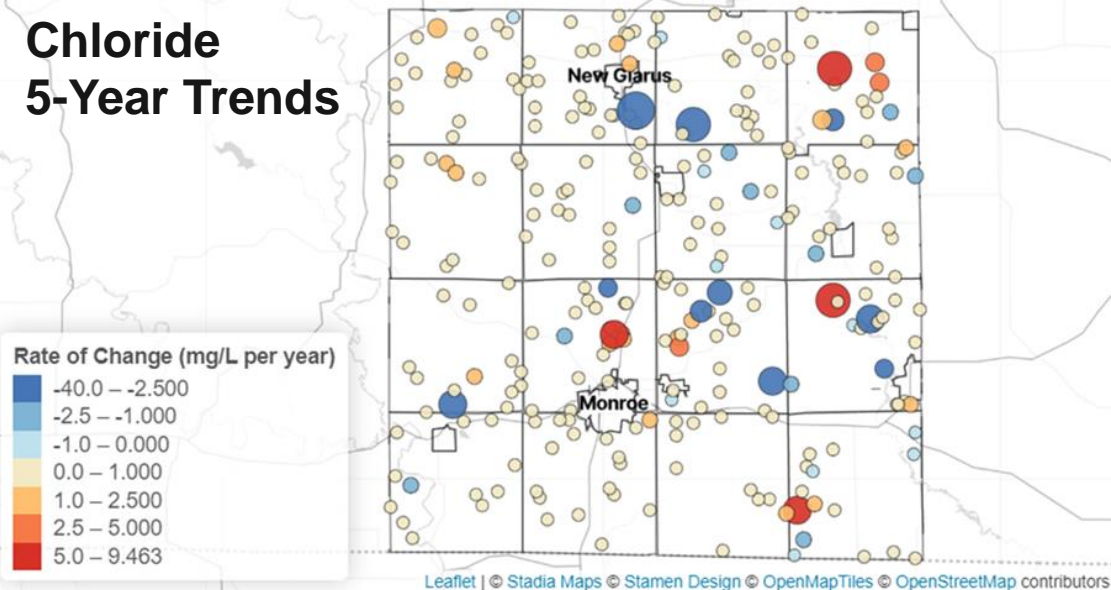 Chloride
5-Year Trends
New Glarus
Monroe
Rate of Change (mg/L per year)
-40.0 – -2.500
-2.5 – -1.000
-1.0 – 0.000
0.0 – 1.000
1.0 – 2.500
2.5 – 5.000
5.0 – 9.463
Leaflet | © Stadia Maps © Stamen Design © OpenMapTiles © OpenStreetMap contributors